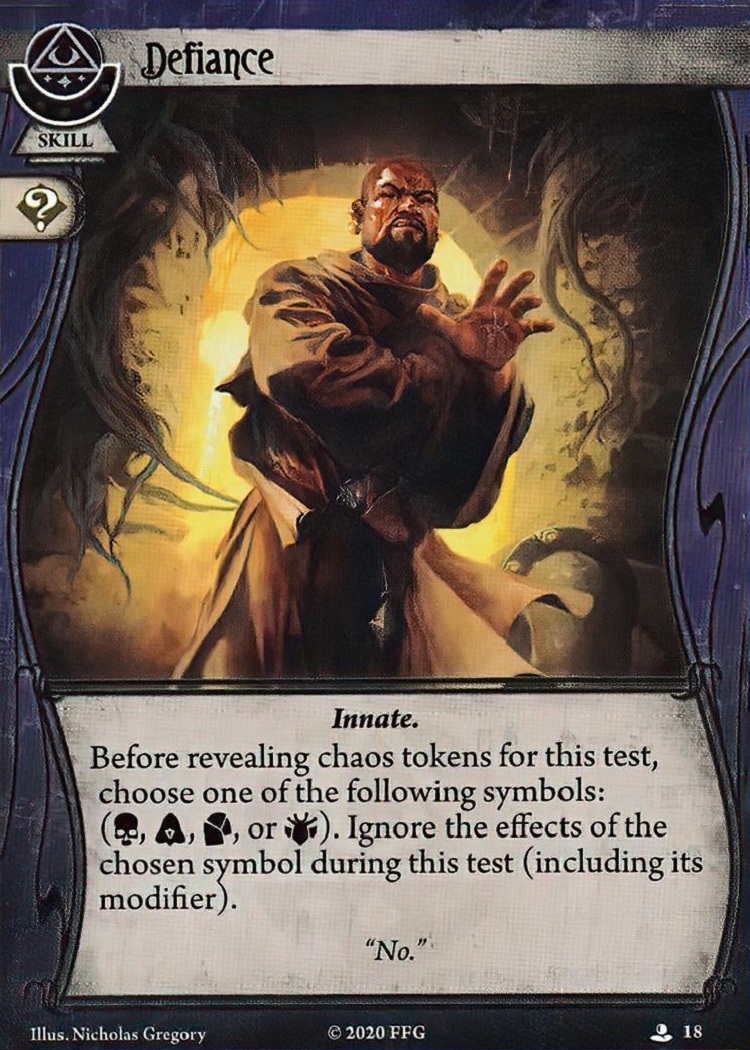 Defiance
SKILL
?
Innate.
Before revealing chaos tokens for this test,
choose one of the following symbols:
( , , , or ). Ignore the effects of the
chosen symbol during this test (including its
modifier).
“No.”
Illus. Nicholas Gregory © 2020 FFG 18